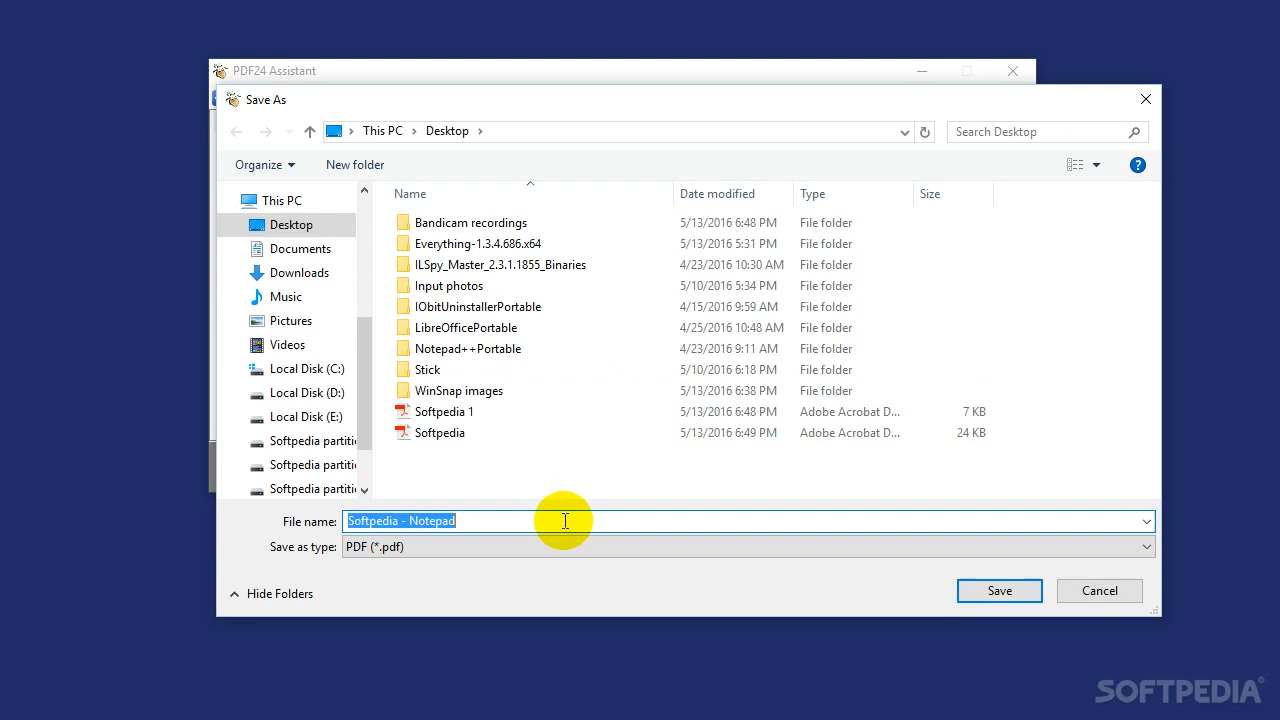 PDF24 Assistant
Save As
This PC Desktop Search Desktop
Organize New folder
Name Date modified Type Size
This PC
Desktop
Documents
Downloads
Music
Pictures
Videos
Local Disk (C:)
Local Disk (D:)
Local Disk (E:)
Softpedia partiti
Softpedia partiti
Softpedia partiti
Bandicam recordings 5/13/2016 6:48 PM File folder
Everything-1.3.4.686.x64 5/13/2016 5:31 PM File folder
ILSpy_Master_2.3.1.1855_Binaries 4/23/2016 10:30 AM File folder
Input photos 5/10/2016 5:34 PM File folder
IObitUninstallerPortable 4/15/2016 9:59 AM File folder
LibreOfficePortable 4/25/2016 10:48 AM File folder
Notepad++Portable 4/23/2016 9:11 AM File folder
Stick 5/10/2016 6:18 PM File folder
WinSnap images 5/13/2016 6:38 PM File folder
Softpedia 1 5/13/2016 6:48 PM Adobe Acrobat D... 7 KB
Softpedia 5/13/2016 6:49 PM Adobe Acrobat D... 24 KB
File name: Softpedia - Notepad
Save as type: PDF (*.pdf)
Hide Folders Save Cancel
SOFTPEDIA®